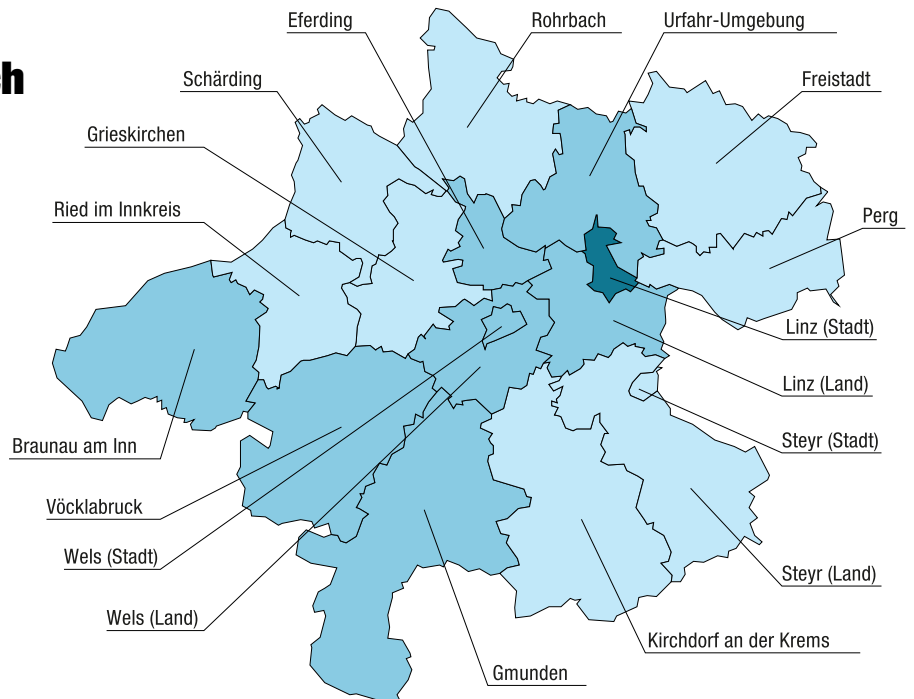 ch
Eferding
Rohrbach
Urfahr-Umgebung
Schärding
Freistadt
Grieskirchen
Ried im Innkreis
Perg
Linz (Stadt)
Linz (Land)
Steyr (Stadt)
Braunau am Inn
Vöcklabruck
Wels (Stadt)
Steyr (Land)
Wels (Land)
Kirchdorf an der Krems
Gmunden